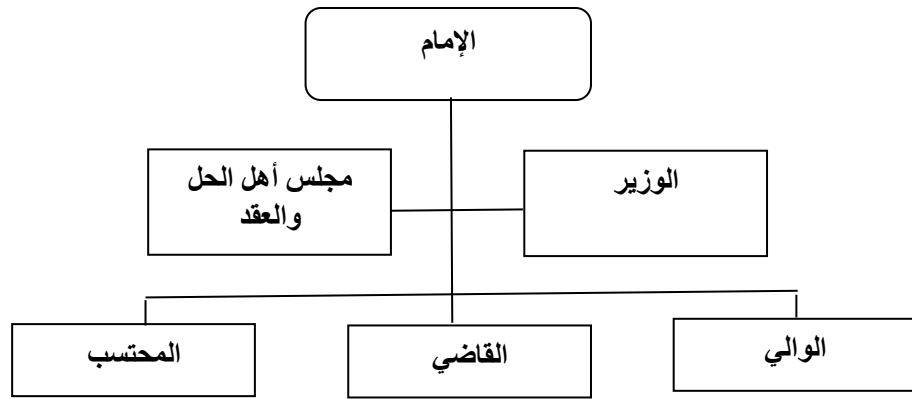 الإمام
الوزير
مجلس أهل الحل
والعقد
الوالي
القاضي
المحتسب